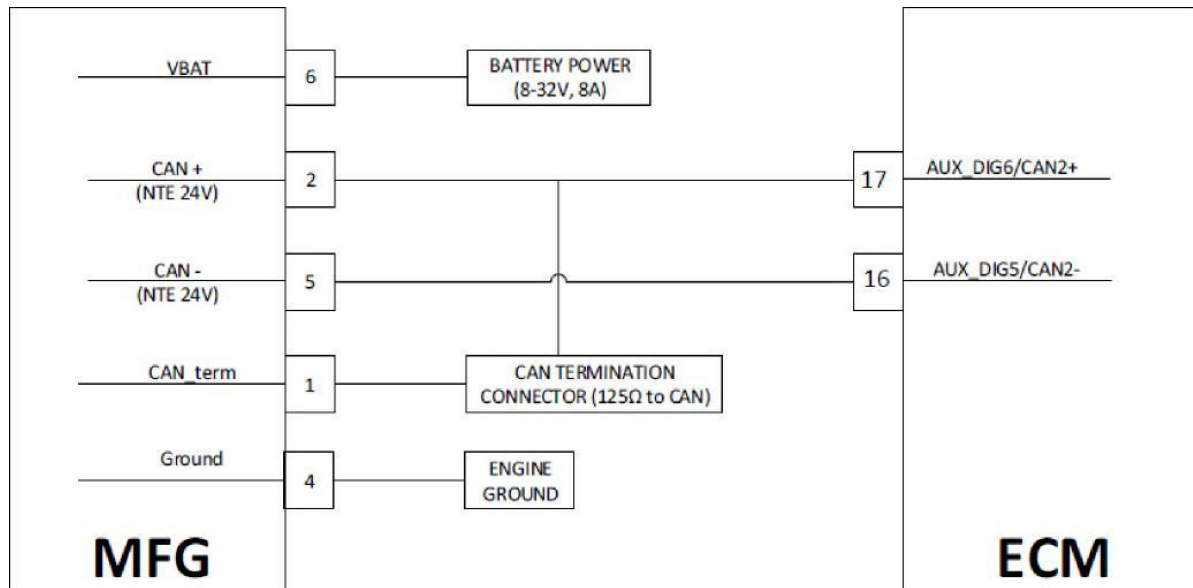 VBAT
6
BATTERY POWER
(8-32V, 8A)
CAN +
(NTE 24V)
2
17
AUX_DIG6/CAN2+
CAN -
(NTE 24V)
5
16
AUX_DIG5/CAN2-
CAN_term
1
CAN TERMINATION
CONNECTOR (125Ω to CAN)
Ground
4
ENGINE
GROUND
MFG
ECM